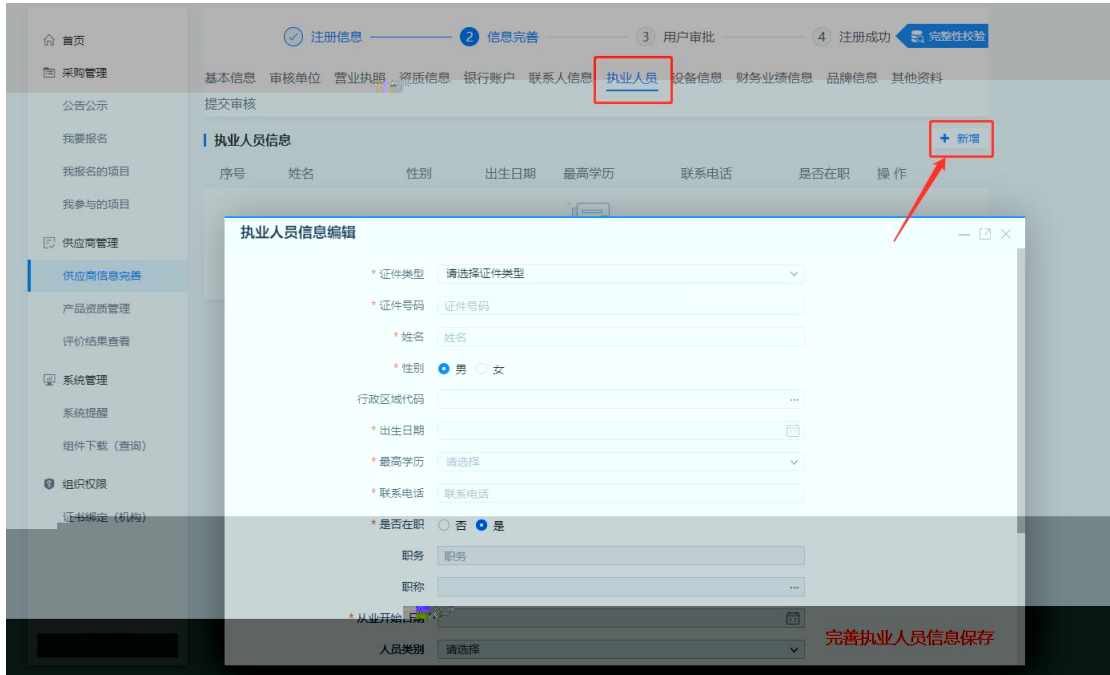 首页
采购管理
公告公示
我要报名
我报名的项目
我参与的项目
供应商管理
供应商信息完善
产品资质管理
评价结果查看
系统管理
系统提醒
组件下载（查询）
组织权限
证书绑定（机构）
注册信息 2 信息完善 3 用户审批 4 注册成功 完整性校验
基本信息 审核单位 营业执照 资质信息 银行账户 联系人信息 执业人员 设备信息 财务业绩信息 品牌信息 其他资料
提交审核
执业人员信息 + 新增
序号 姓名 性别 出生日期 最高学历 联系电话 是否在职 操作
执业人员信息编辑
* 证件类型 请选择证件类型
* 证件号码 证件号码
* 姓名 姓名
* 性别 男 女
行政区域代码 ...
* 出生日期
* 最高学历 请选择
* 联系电话 联系电话
* 是否在职 否 是
职务 职务
职称 ...
* 从业开始日期
人员类别 请选择
完善执业人员信息保存